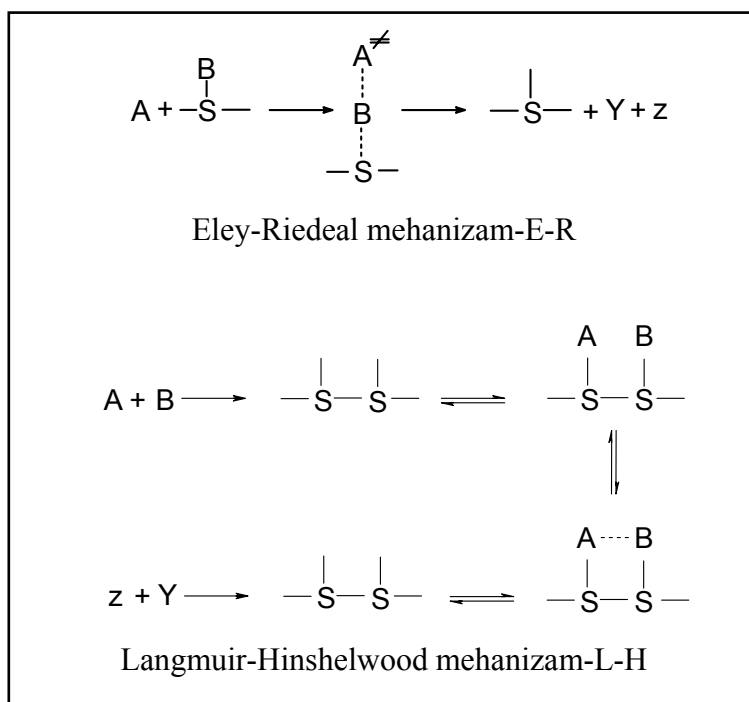 B
A + —S— → B → —S— + Y + z
A≠
S
Eley-Riedeal mehanizam-E-R
A B
A + B → S S ⇌ S S
A B
z + Y → S S ⇌ S S
Langmuir-Hinshelwood mehanizam-L-H